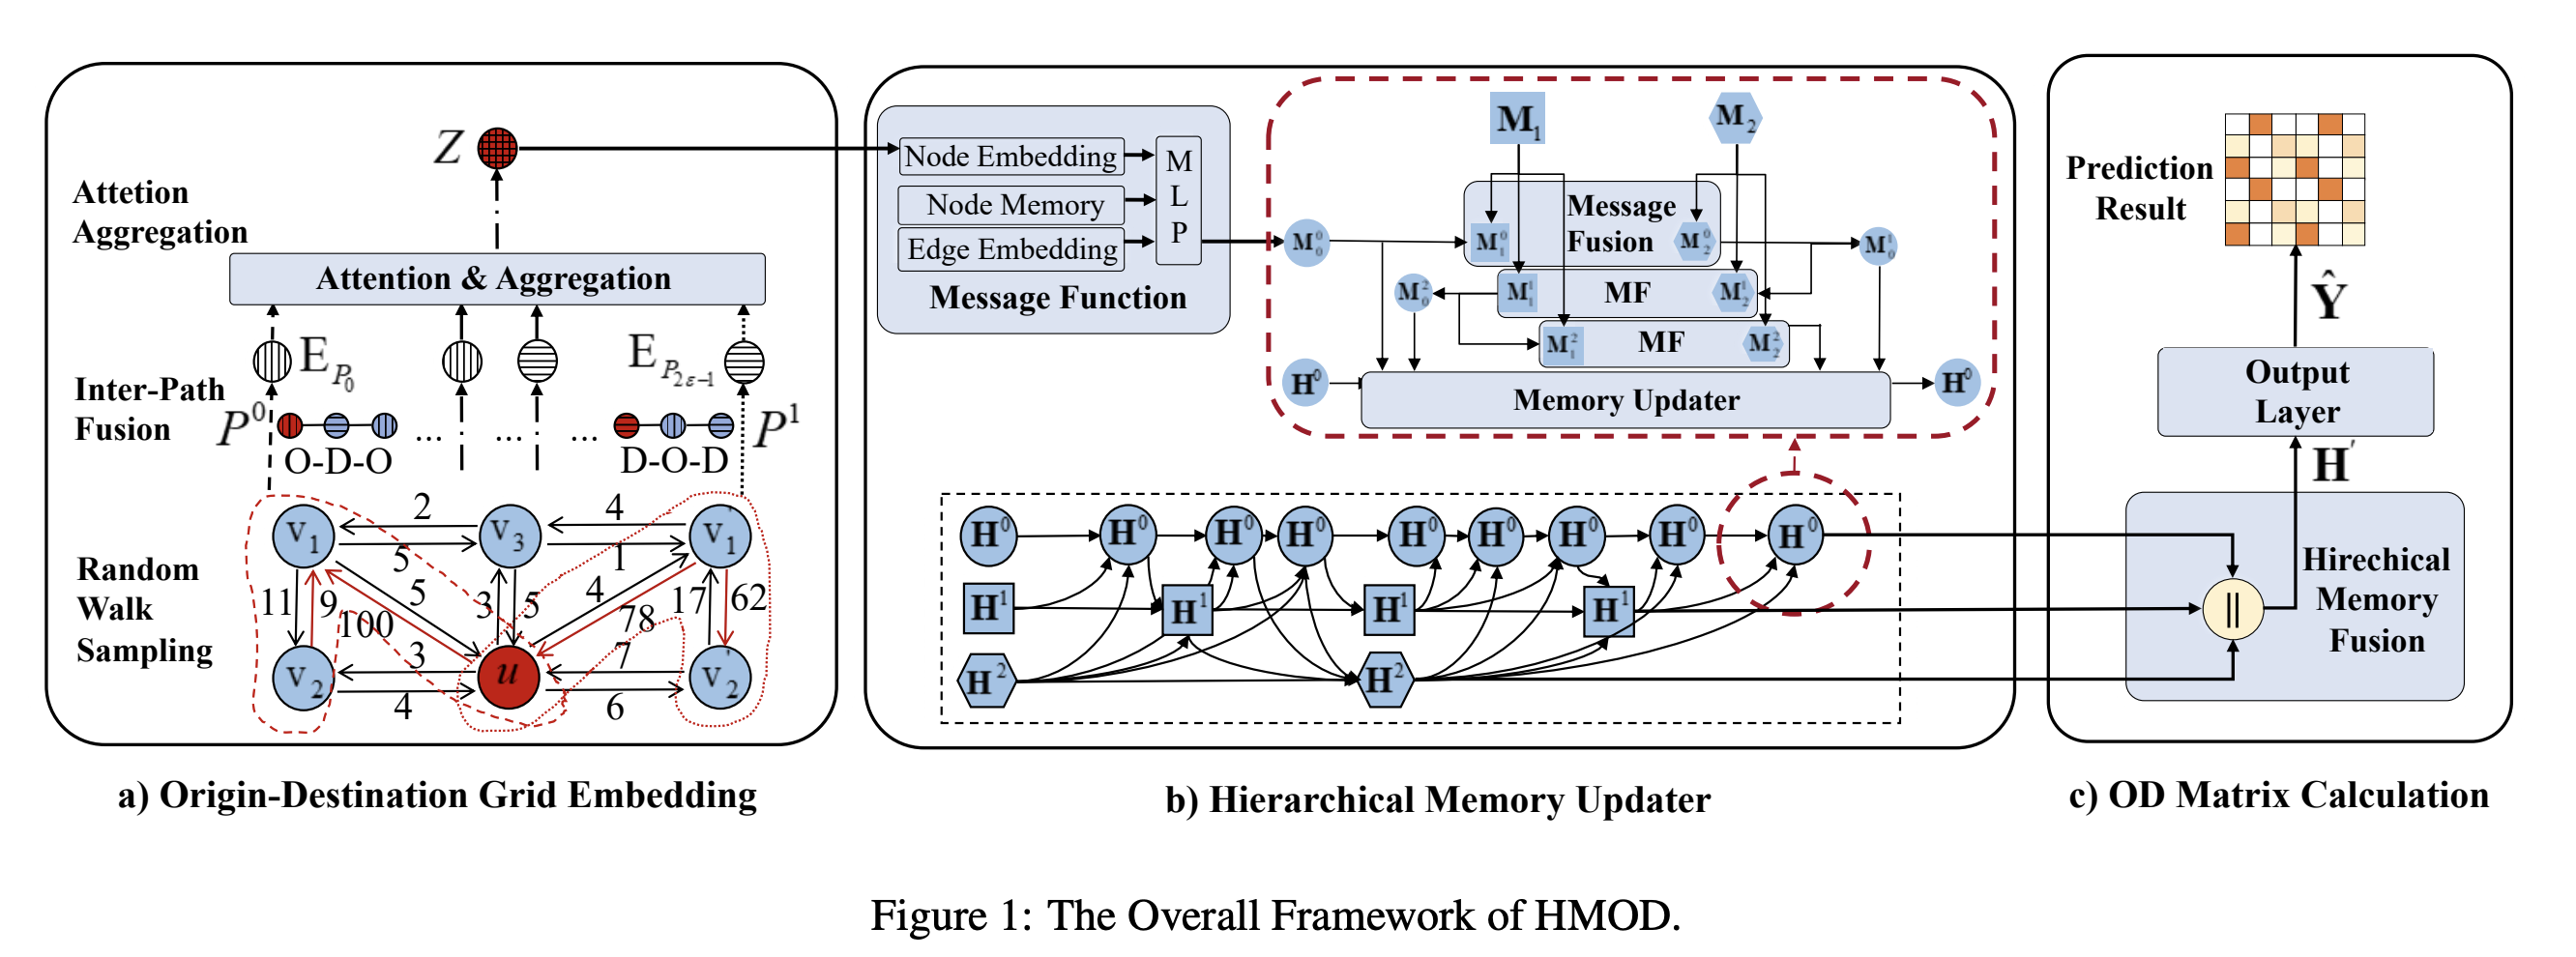 Z
Attetion
Aggregation
Attention & Aggregation
E_{P_0}
E_{P_{2ε-1}}
Inter-Path
Fusion
P^0
O-D-O
... ... ...
D-O-D
P^1
Random
Walk
Sampling
v_1
2
5
v_3
4
1
v_1'
11
9
100
5
3
5
4
78
17
62
v_2
3
4
u
7
6
v_2'
a) Origin-Destination Grid Embedding
Node Embedding
Node Memory
Edge Embedding
M
L
P
Message Function
M_1
M_2
Message
Fusion
M_0^0
M_1^0
M_2^0
M_0^1
M_0^2
M_1^1
MF
M_2^1
M_1^2
MF
M_2^2
H^0
Memory Updater
H^0
H^0 H^0 H^0 H^0 H^0 H^0 H^0 H^0 H^0
H^1 H^1 H^1 H^1
H^2 H^2
b) Hierarchical Memory Updater
Prediction
Result
Ŷ
Output
Layer
H'
||
Hirechical
Memory
Fusion
c) OD Matrix Calculation
Figure 1: The Overall Framework of HMOD.